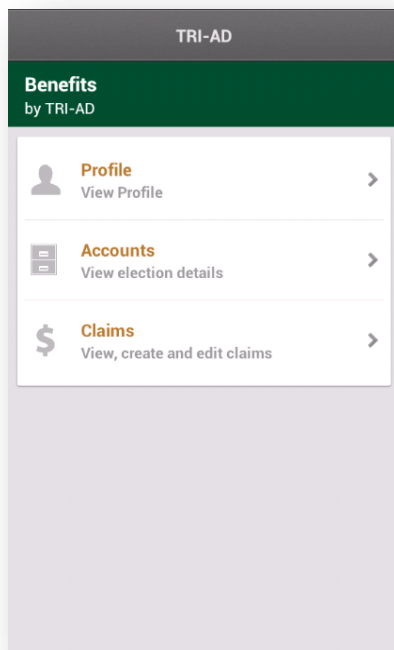 TRI-AD
Benefits
by TRI-AD
Profile
View Profile
Accounts
View election details
Claims
View, create and edit claims